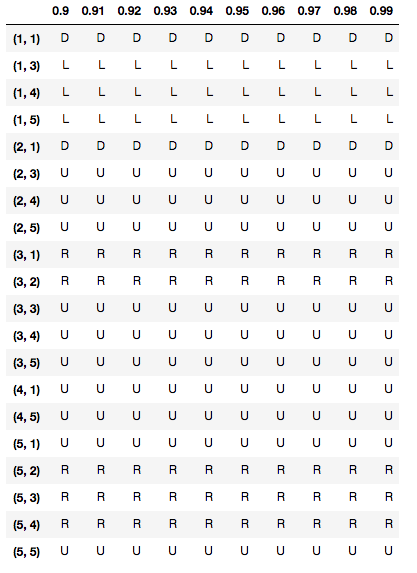 0.9 0.91 0.92 0.93 0.94 0.95 0.96 0.97 0.98 0.99
(1, 1) D D D D D D D D D D
(1, 3) L L L L L L L L L L
(1, 4) L L L L L L L L L L
(1, 5) L L L L L L L L L L
(2, 1) D D D D D D D D D D
(2, 3) U U U U U U U U U U
(2, 4) U U U U U U U U U U
(2, 5) U U U U U U U U U U
(3, 1) R R R R R R R R R R
(3, 2) R R R R R R R R R R
(3, 3) U U U U U U U U U U
(3, 4) U U U U U U U U U U
(3, 5) U U U U U U U U U U
(4, 1) U U U U U U U U U U
(4, 5) U U U U U U U U U U
(5, 1) U U U U U U U U U U
(5, 2) R R R R R R R R R R
(5, 3) R R R R R R R R R R
(5, 4) R R R R R R R R R R
(5, 5) U U U U U U U U U U